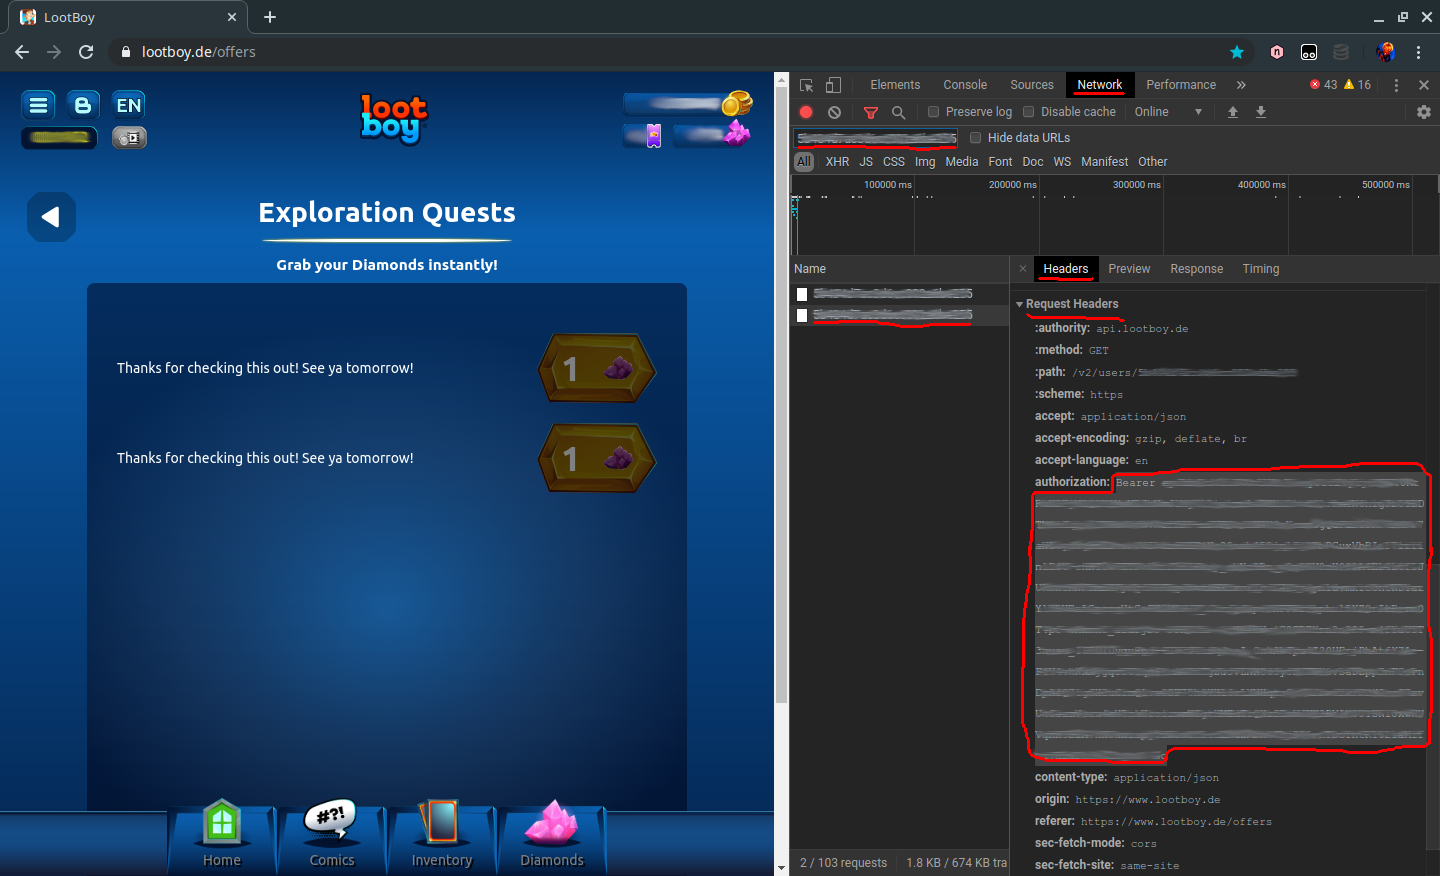 LootBoy
lootboy.de/offers
EN
loot
boy
Exploration Quests
Grab your Diamonds instantly!
Thanks for checking this out! See ya tomorrow!
1
Thanks for checking this out! See ya tomorrow!
1
#?!
Home
Comics
Inventory
Diamonds
Elements
Console
Sources
Network
Performance
43
16
Preserve log
Disable cache
Online
Hide data URLs
All
XHR
JS
CSS
Img
Media
Font
Doc
WS
Manifest
Other
100000 ms
200000 ms
300000 ms
400000 ms
500000 ms
Name
Headers
Preview
Response
Timing
Request Headers
:authority: api.lootboy.de
:method: GET
:path: /v2/users/
:scheme: https
accept: application/json
accept-encoding: gzip, deflate, br
accept-language: en
authorization: Bearer
content-type: application/json
origin: https://www.lootboy.de
referer: https://www.lootboy.de/offers
sec-fetch-mode: cors
sec-fetch-site: same-site
2 / 103 requests
1.8 KB / 674 KB tra